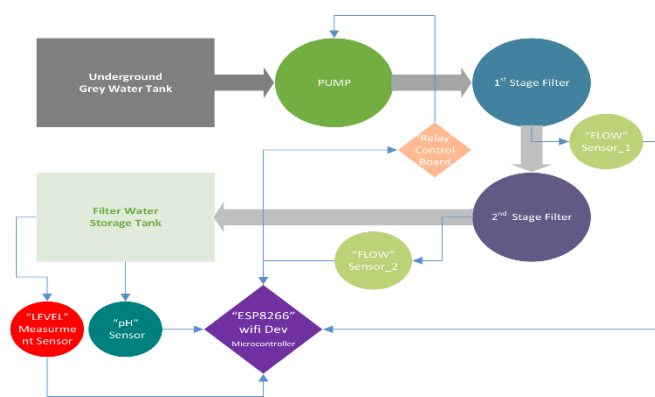 Underground
Grey Water Tank
PUMP
1st Stage Filter
"FLOW"
Sensor_1
"Relay"
Control
Board
Filter Water
Storage Tank
2nd Stage Filter
"FLOW"
Sensor_2
"LEVEL"
Measurme
nt Sensor
"pH"
Sensor
"ESP8266"
wifi Dev
Microcontroller